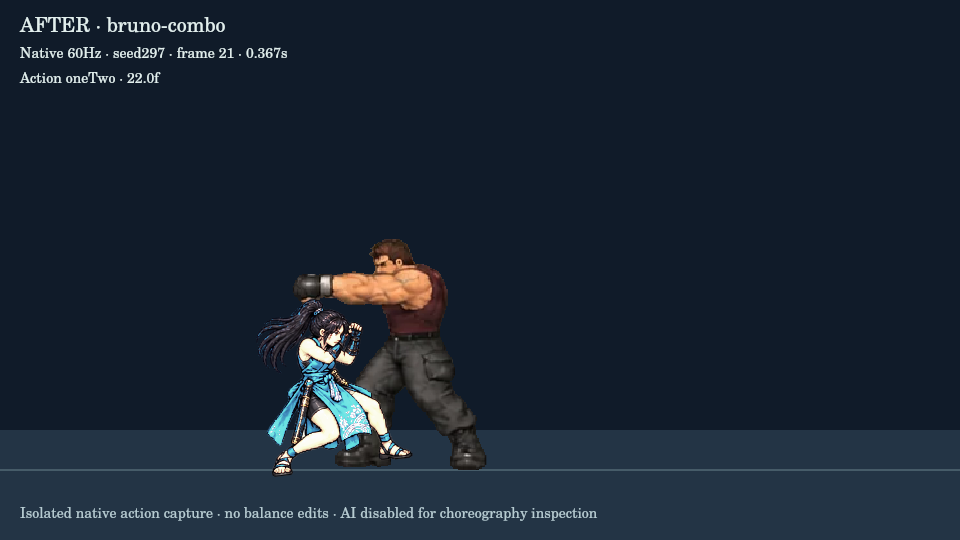 AFTER · bruno-combo
Native 60Hz · seed297 · frame 21 · 0.367s
Action oneTwo · 22.0f
Isolated native action capture · no balance edits · AI disabled for choreography inspection